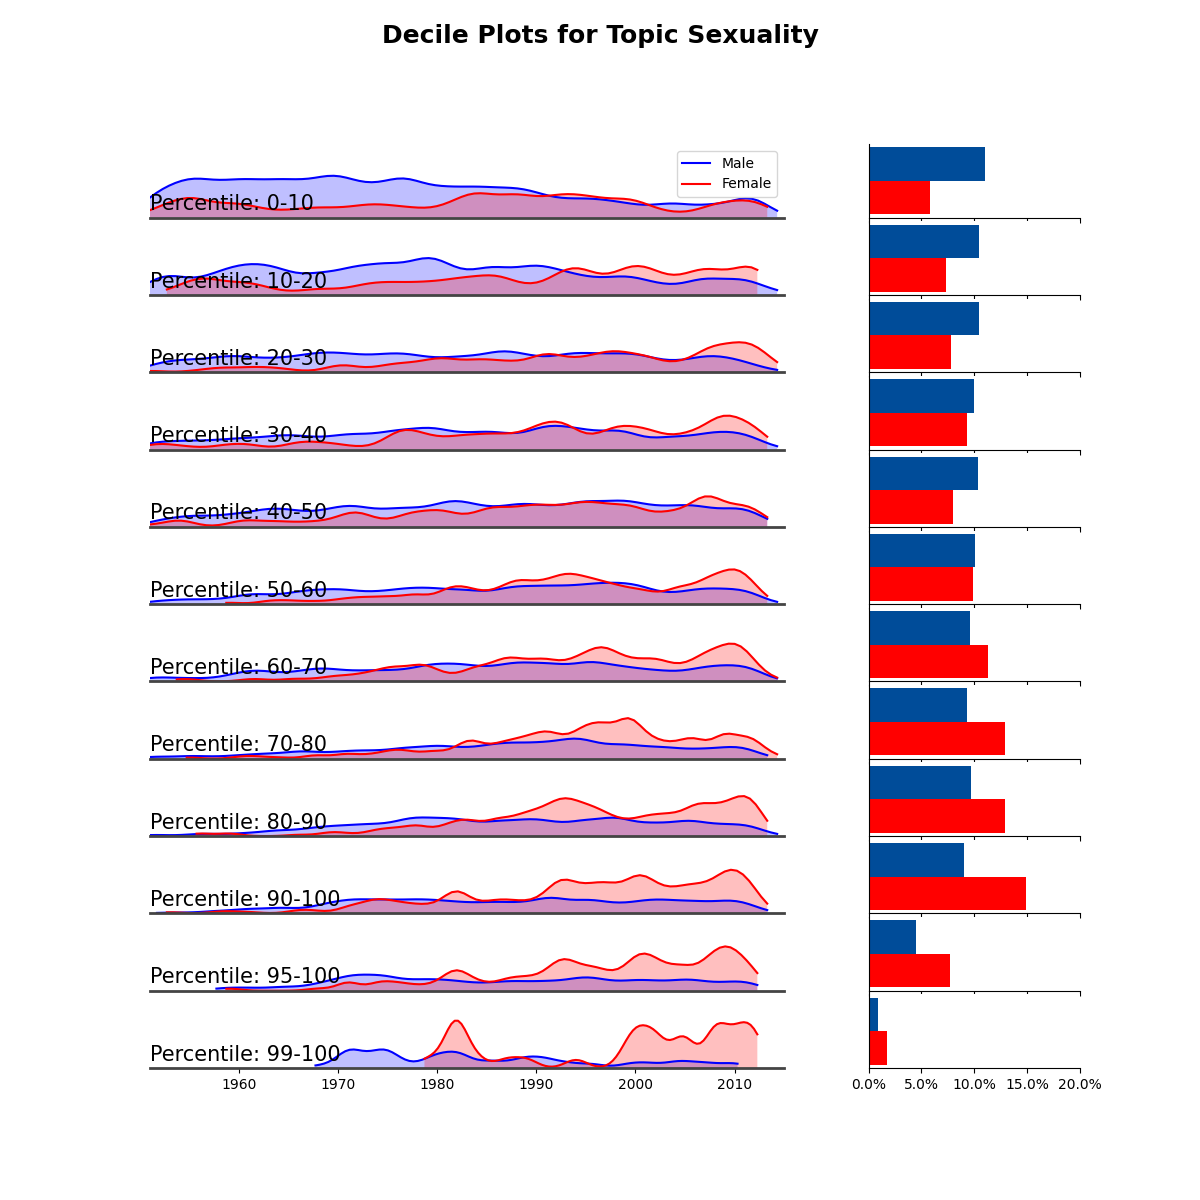 Decile Plots for Topic Sexuality
Male
Female
Percentile: 0-10
Percentile: 10-20
Percentile: 20-30
Percentile: 30-40
Percentile: 40-50
Percentile: 50-60
Percentile: 60-70
Percentile: 70-80
Percentile: 80-90
Percentile: 90-100
Percentile: 95-100
Percentile: 99-100
1960 1970 1980 1990 2000 2010
0.0% 5.0% 10.0% 15.0% 20.0%